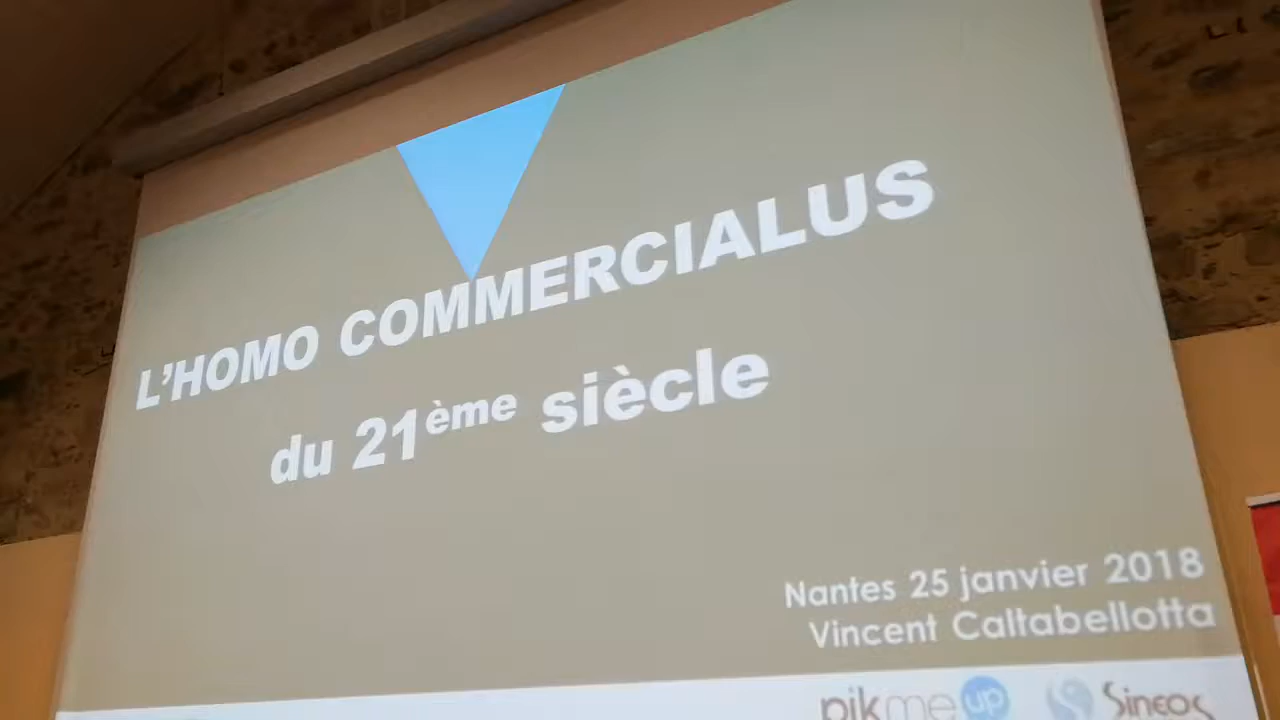 L'HOMO COMMERCIALUS
du 21ème siècle
Nantes 25 janvier 2018
Vincent Caltabellotta
pikmeup Sineos